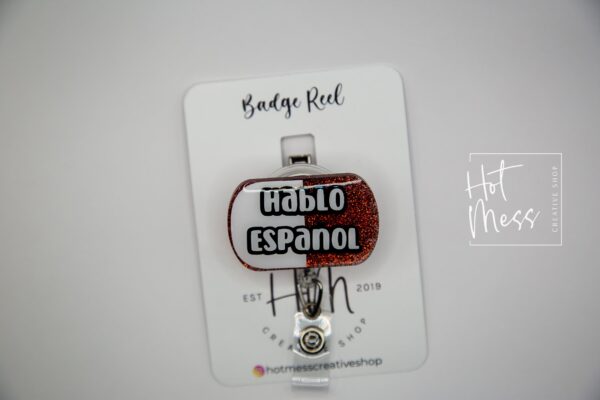 Badge Reel
HABLO
ESPANOL
EST
2019
CREATIVE SHOP
hotmesscreativeshop
Hot
Mess
CREATIVE SHOP